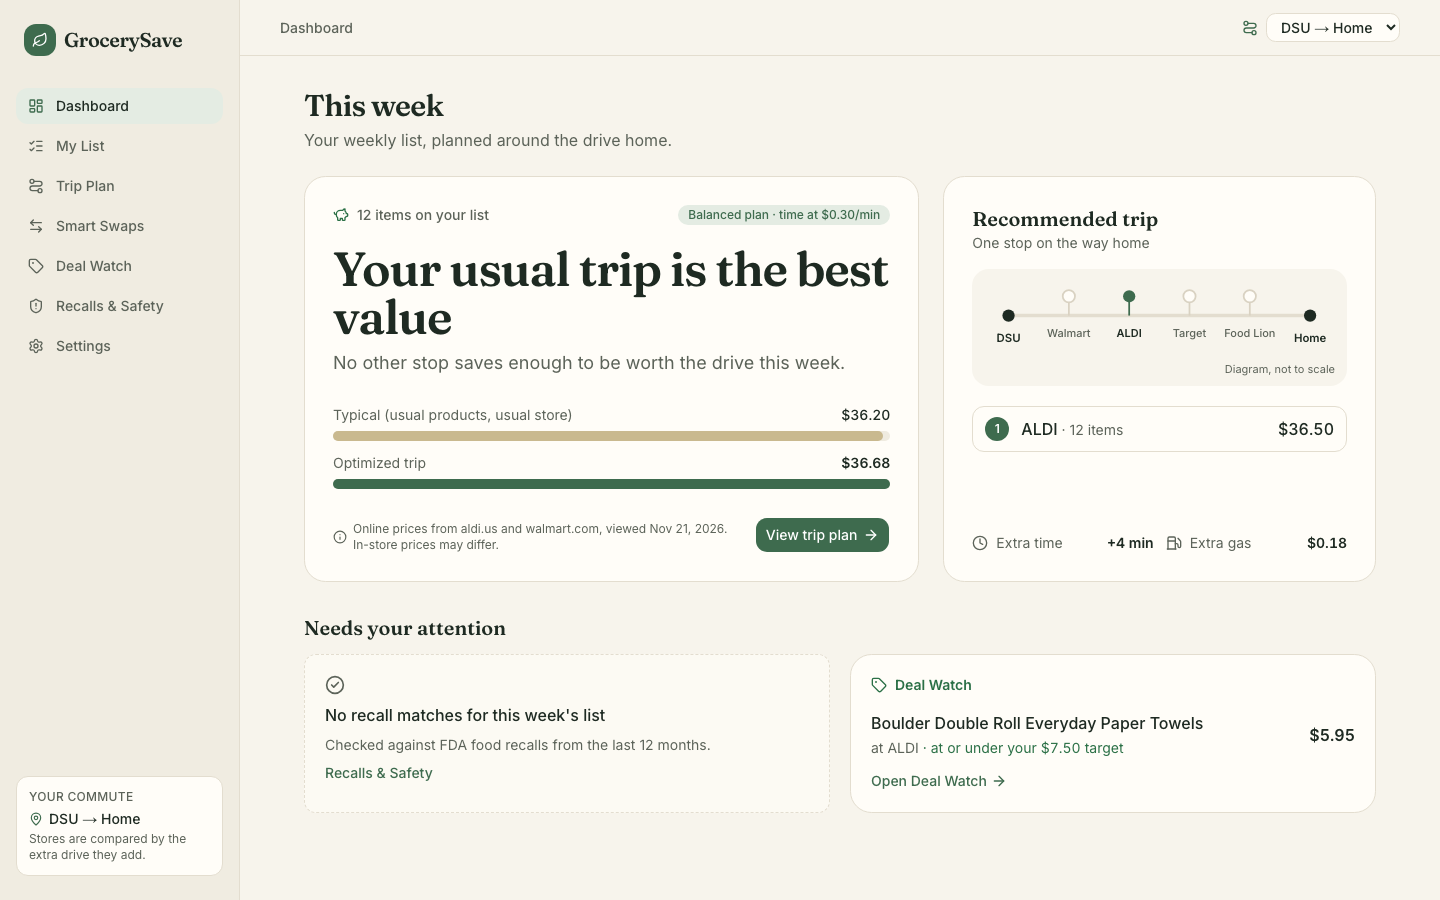 GrocerySave
Dashboard
My List
Trip Plan
Smart Swaps
Deal Watch
Recalls & Safety
Settings
YOUR COMMUTE
DSU → Home
Stores are compared by the
extra drive they add.
Dashboard
DSU → Home
This week
Your weekly list, planned around the drive home.
12 items on your list
Balanced plan · time at $0.30/min
Your usual trip is the best
value
No other stop saves enough to be worth the drive this week.
Typical (usual products, usual store) $36.20
Optimized trip $36.68
Online prices from aldi.us and walmart.com, viewed Nov 21, 2026.
In-store prices may differ.
View trip plan →
Recommended trip
One stop on the way home
DSU Walmart ALDI Target Food Lion Home
Diagram, not to scale
1 ALDI · 12 items $36.50
Extra time +4 min Extra gas $0.18
Needs your attention
No recall matches for this week's list
Checked against FDA food recalls from the last 12 months.
Recalls & Safety
Deal Watch
Boulder Double Roll Everyday Paper Towels
at ALDI · at or under your $7.50 target
$5.95
Open Deal Watch →